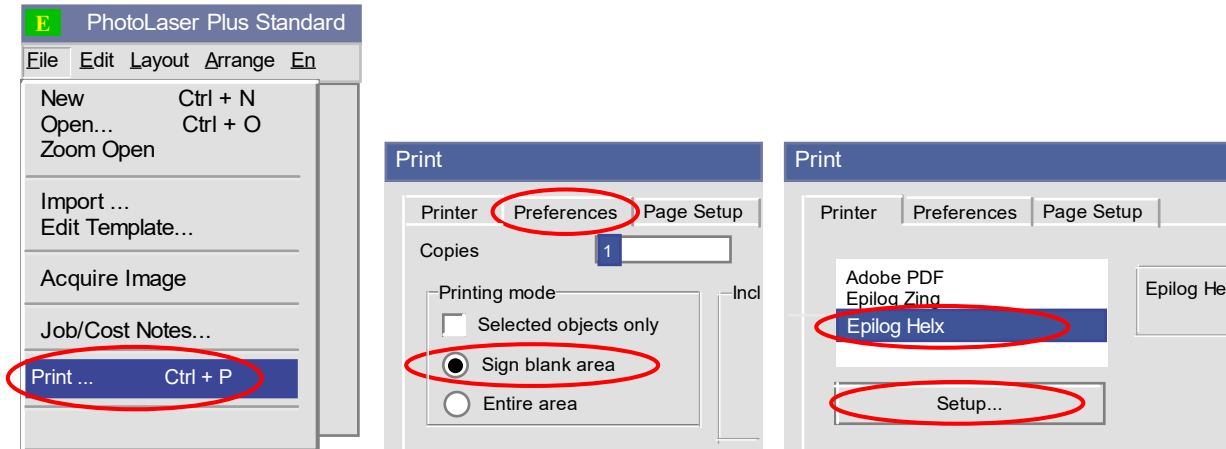 E PhotoLaser Plus Standard
File Edit Layout Arrange En
New Ctrl + N
Open... Ctrl + O
Zoom Open
Import ...
Edit Template...
Acquire Image
Job/Cost Notes...
Print ... Ctrl + P
Print
Printer Preferences Page Setup
Copies 1
Printing mode Incl
Selected objects only
Sign blank area
Entire area
Print
Printer Preferences Page Setup
Adobe PDF
Epilog Zing
Epilog Helx
Epilog He
Setup...